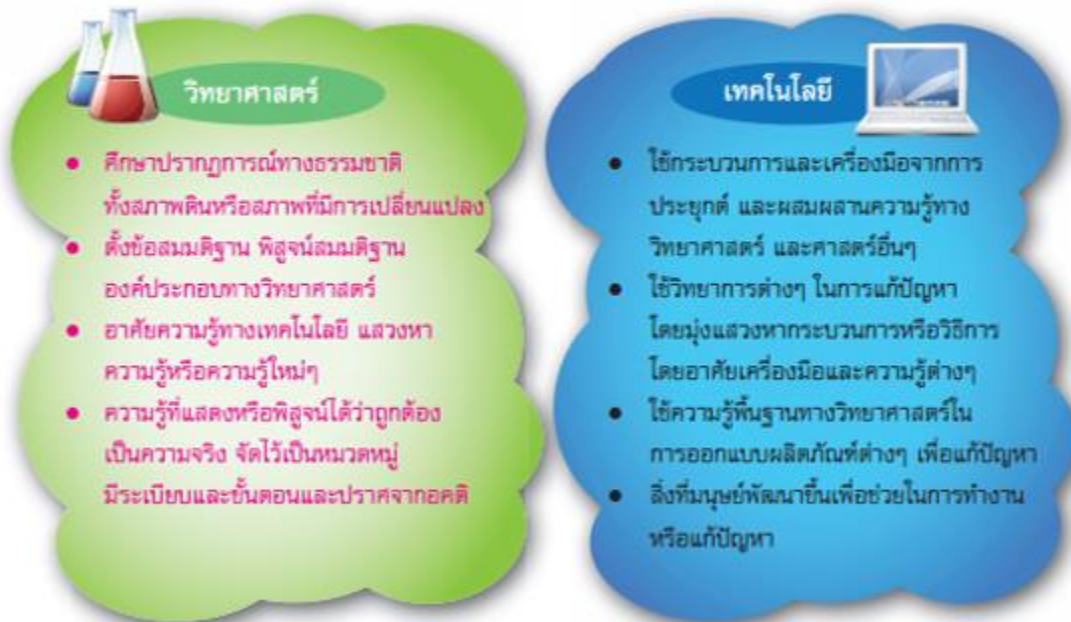 วิทยาศาสตร์
• ศึกษาปรากฏการณ์ทางธรรมชาติ
ทั้งสภาพดินหรือสภาพที่มีการเปลี่ยนแปลง
• ตั้งข้อสมมติฐาน พิสูจน์สมมติฐาน
องค์ประกอบทางวิทยาศาสตร์
• อาศัยความรู้ทางเทคโนโลยี แสวงหา
ความรู้หรือความรู้ใหม่ๆ
• ความรู้ที่แสดงหรือพิสูจน์ได้ว่าถูกต้อง
เป็นความจริง จัดไว้เป็นหมวดหมู่
มีระเบียบและขั้นตอนและปราศจากอคติ
เทคโนโลยี
• ใช้กระบวนการและเครื่องมือจากการ
ประยุกต์ และผสมผสานความรู้ทาง
วิทยาศาสตร์ และศาสตร์อื่นๆ
• ใช้วิทยาการต่างๆ ในการแก้ปัญหา
โดยมุ่งแสวงหากระบวนการหรือวิธีการ
โดยอาศัยเครื่องมือและความรู้ต่างๆ
• ใช้ความรู้พื้นฐานทางวิทยาศาสตร์ใน
การออกแบบผลิตภัณฑ์ต่างๆ เพื่อแก้ปัญหา
• สิ่งที่มนุษย์พัฒนาขึ้นเพื่อช่วยในการทำงาน
หรือแก้ปัญหา